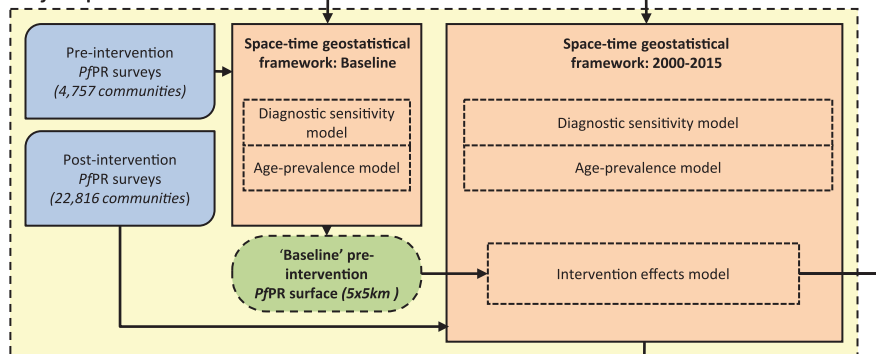 Pre-intervention
PfPR surveys
(4,757 communities)
Post-intervention
PfPR surveys
(22,816 communities)
Space-time geostatistical
framework: Baseline
Diagnostic sensitivity
model
Age-prevalence model
‘Baseline’ pre-
intervention
PfPR surface (5x5km )
Space-time geostatistical
framework: 2000-2015
Diagnostic sensitivity model
Age-prevalence model
Intervention effects model